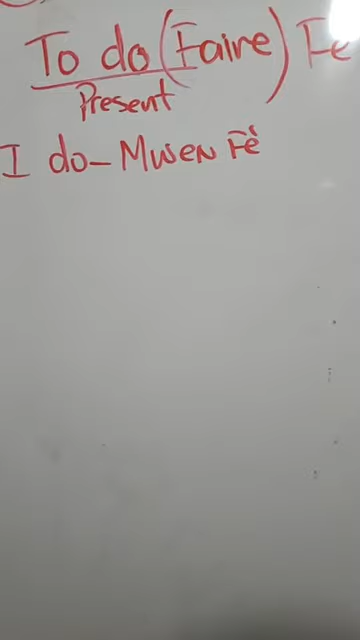 To do (Faire) Fe
Present
I do - Mwen Fè